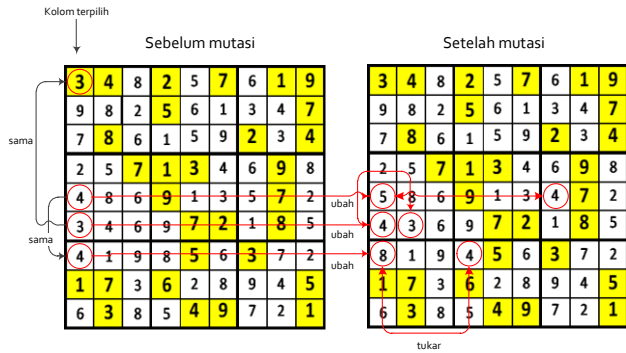 Kolom terpilih
Sebelum mutasi
3 4 8 2 5 7 6 1 9
9 8 2 5 6 1 3 4 7
7 8 6 1 5 9 2 3 4
2 5 7 1 3 4 6 9 8
4 8 6 9 1 3 5 7 2
3 4 6 9 7 2 1 8 5
4 1 9 8 5 6 3 7 2
1 7 3 6 2 8 9 4 5
6 3 8 5 4 9 7 2 1
sama
sama
ubah
ubah
ubah
Setelah mutasi
3 4 8 2 5 7 6 1 9
9 8 2 5 6 1 3 4 7
7 8 6 1 5 9 2 3 4
2 5 7 1 3 4 6 9 8
5 8 6 9 1 3 4 7 2
4 3 6 9 7 2 1 8 5
8 1 9 4 5 6 3 7 2
1 7 3 6 2 8 9 4 5
6 3 8 5 4 9 7 2 1
tukar